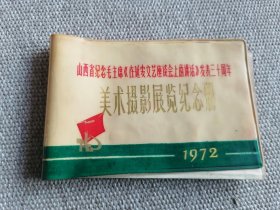 山西省纪念毛主席《在延安文艺座谈会上的讲话》发表三十周年
美术摄影展览纪念册
1972